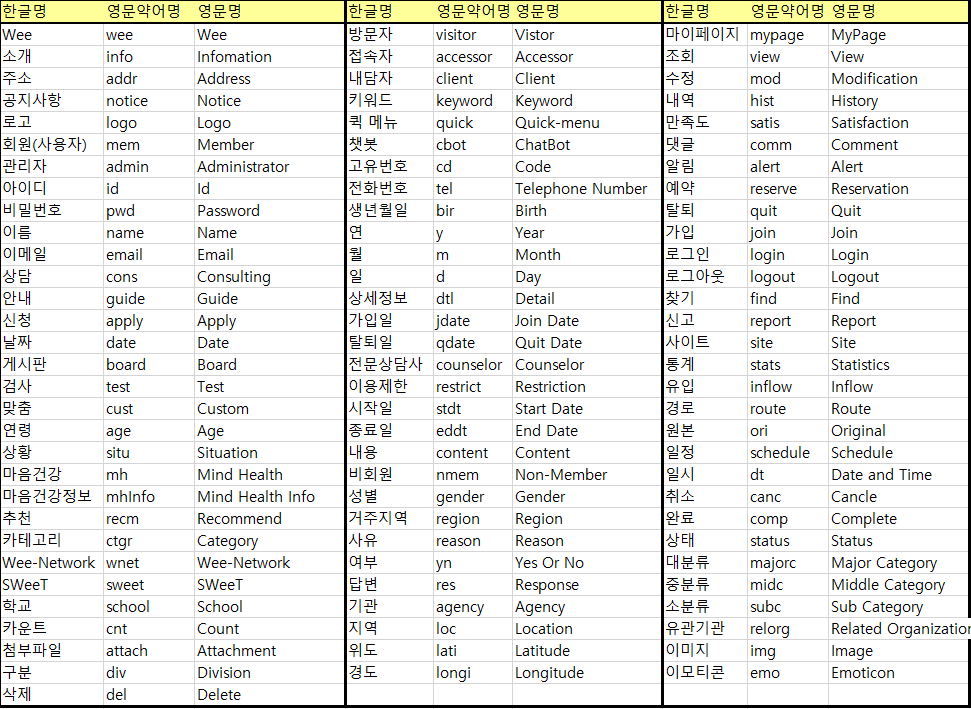 한글명 영문약어명 영문명 한글명 영문약어명 영문명 한글명 영문약어명 영문명
Wee wee Wee 방문자 visitor Vistor 마이페이지 mypage MyPage
소개 info Infomation 접속자 accessor Accessor 조회 view View
주소 addr Address 내담자 client Client 수정 mod Modification
공지사항 notice Notice 키워드 keyword Keyword 내역 hist History
로고 logo Logo 퀵 메뉴 quick Quick-menu 만족도 satis Satisfaction
회원(사용자) mem Member 챗봇 cbot ChatBot 댓글 comm Comment
관리자 admin Administrator 고유번호 cd Code 알림 alert Alert
아이디 id Id 전화번호 tel Telephone Number 예약 reserve Reservation
비밀번호 pwd Password 생년월일 bir Birth 탈퇴 quit Quit
이름 name Name 연 y Year 가입 join Join
이메일 email Email 월 m Month 로그인 login Login
상담 cons Consulting 일 d Day 로그아웃 logout Logout
안내 guide Guide 상세정보 dtl Detail 찾기 find Find
신청 apply Apply 가입일 jdate Join Date 신고 report Report
날짜 date Date 탈퇴일 qdate Quit Date 사이트 site Site
게시판 board Board 전문상담사 counselor Counselor 통계 stats Statistics
검사 test Test 이용제한 restrict Restriction 유입 inflow Inflow
맞춤 cust Custom 시작일 stdt Start Date 경로 route Route
연령 age Age 종료일 eddt End Date 원본 ori Original
상황 situ Situation 내용 content Content 일정 schedule Schedule
마음건강 mh Mind Health 비회원 nmem Non-Member 일시 dt Date and Time
마음건강정보 mhInfo Mind Health Info 성별 gender Gender 취소 canc Cancle
추천 recm Recommend 거주지역 region Region 완료 comp Complete
카테고리 ctgr Category 사유 reason Reason 상태 status Status
Wee-Network wnet Wee-Network 여부 yn Yes Or No 대분류 majorc Major Category
SWeeT sweet SWeeT 답변 res Response 중분류 midc Middle Category
학교 school School 기관 agency Agency 소분류 subc Sub Category
카운트 cnt Count 지역 loc Location 유관기관 relorg Related Organization
첨부파일 attach Attachment 위도 lati Latitude 이미지 img Image
구분 div Division 경도 longi Longitude 이모티콘 emo Emoticon
삭제 del Delete